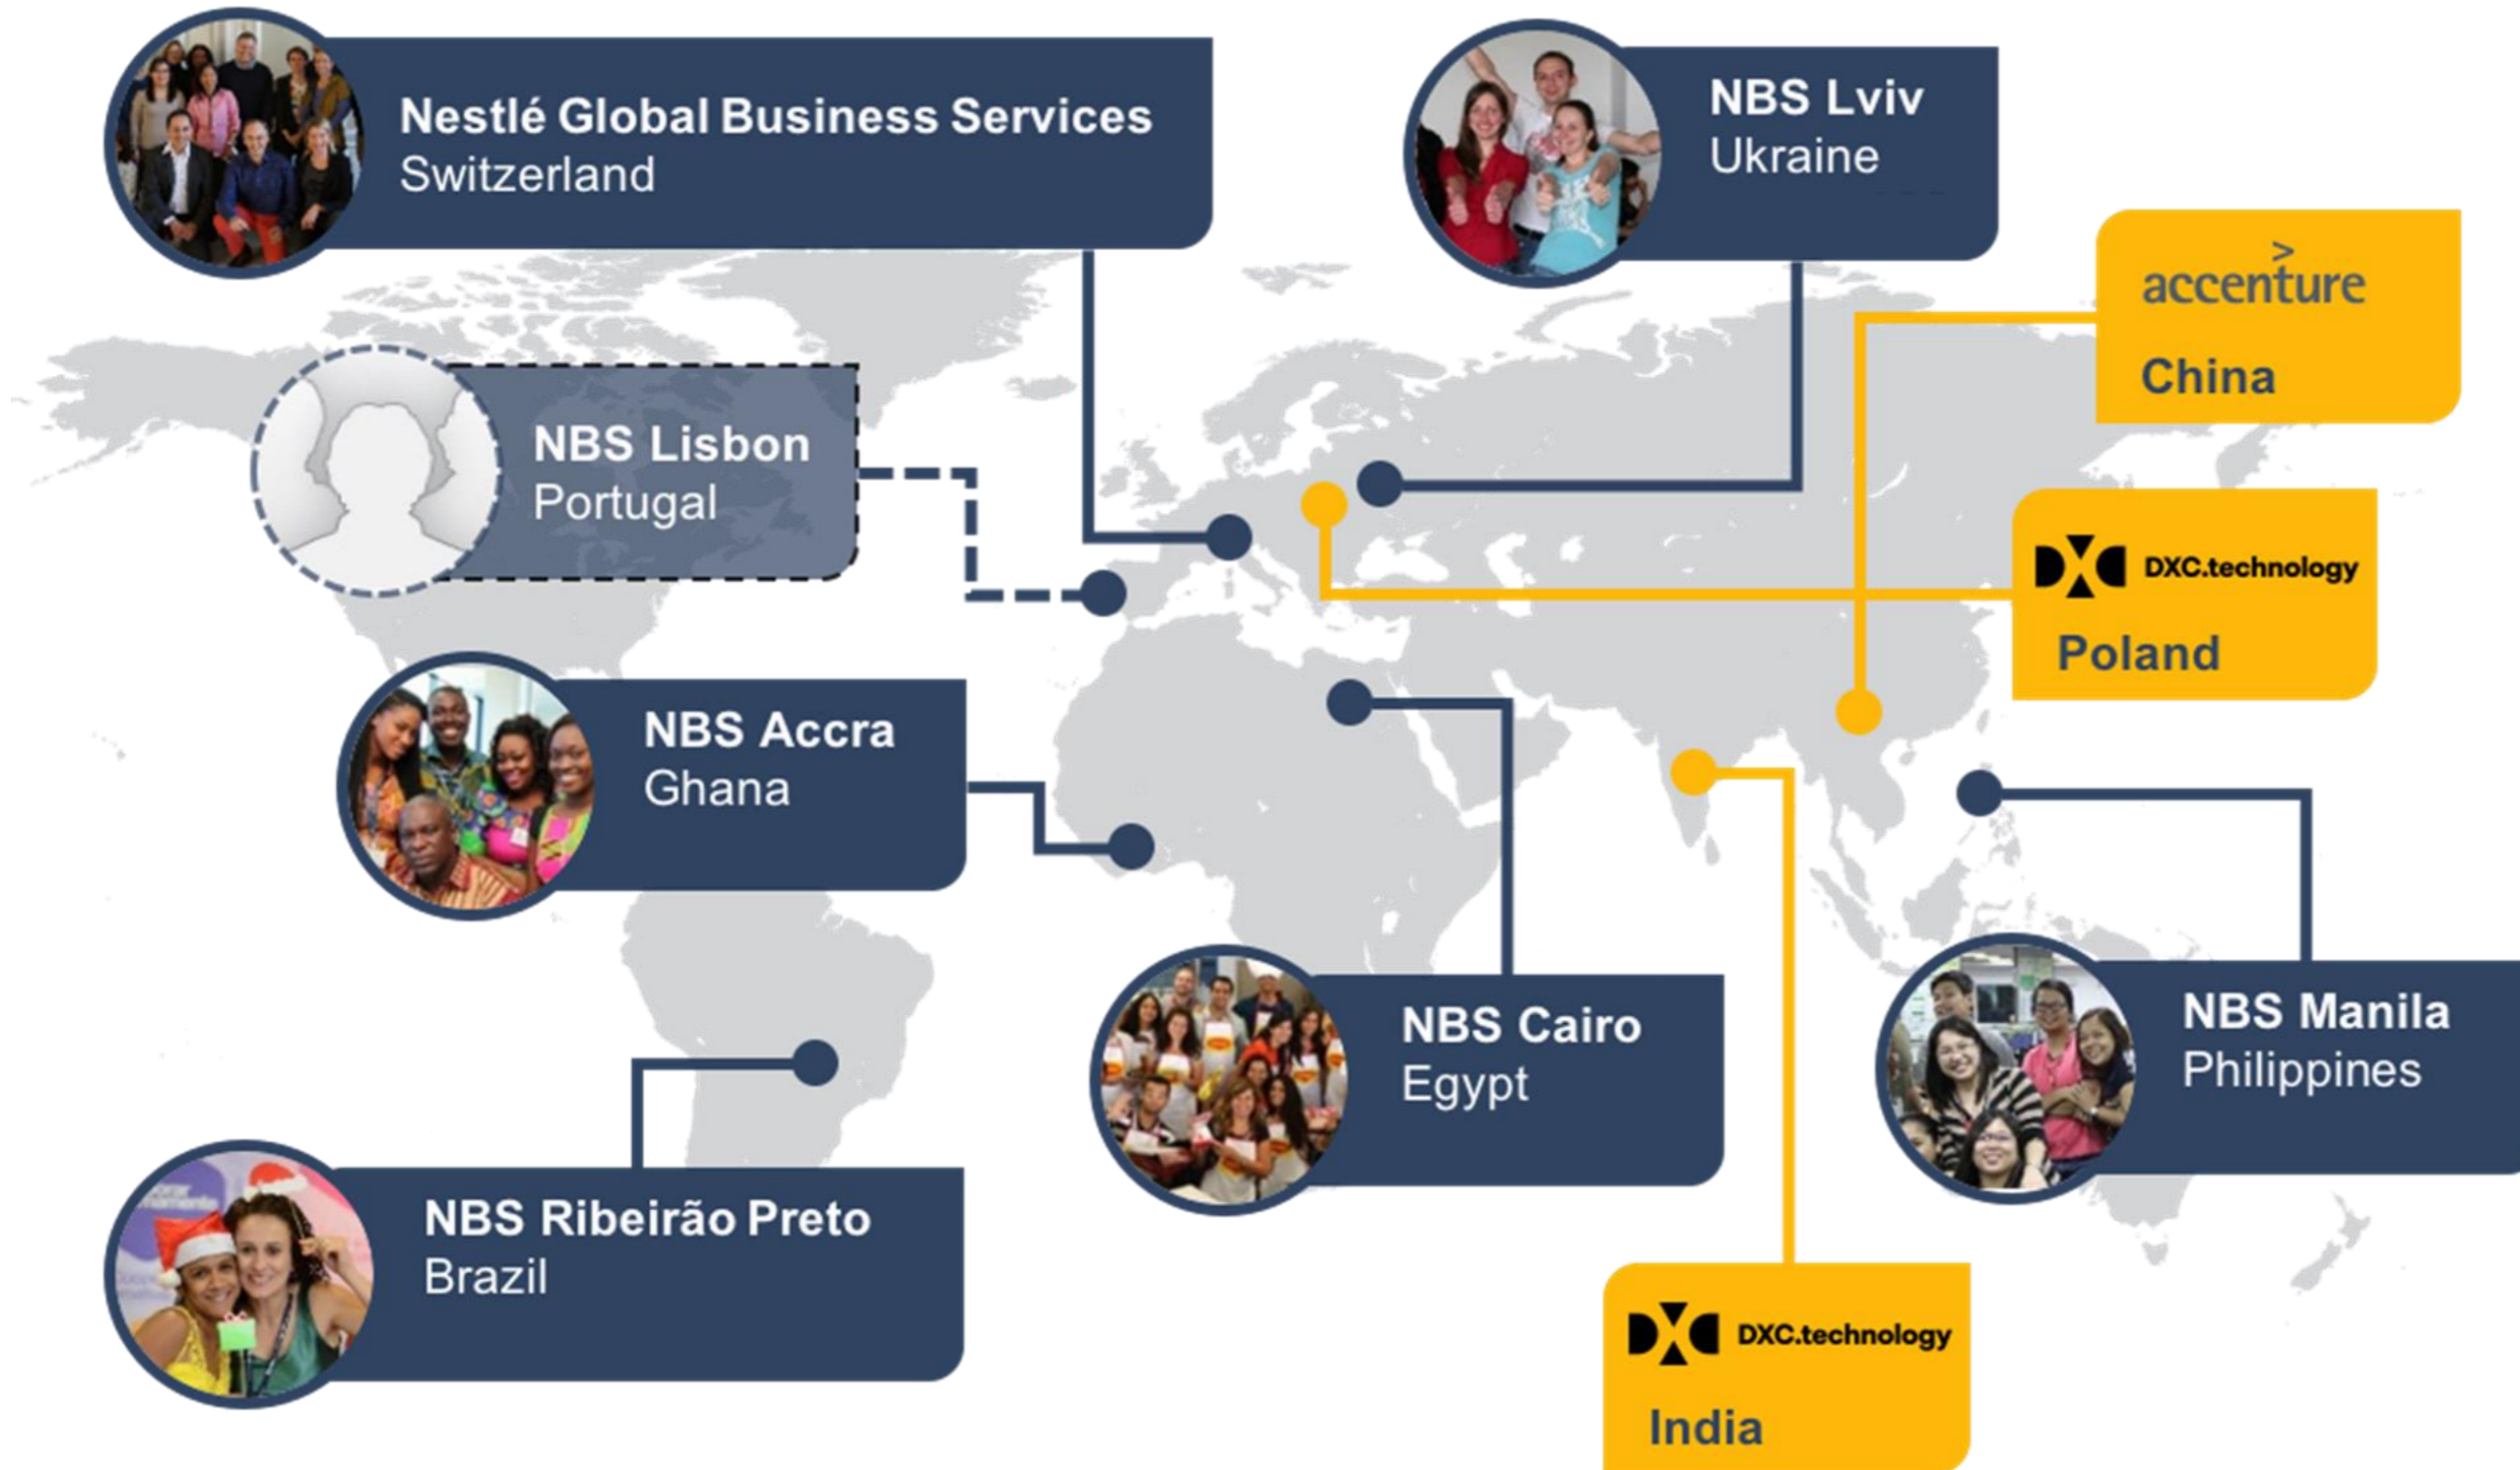 Nestlé Global Business Services
Switzerland
NBS Lviv
Ukraine
>
accenture
China
NBS Lisbon
Portugal
DXC.technology
Poland
NBS Accra
Ghana
NBS Cairo
Egypt
NBS Manila
Philippines
NBS Ribeirão Preto
Brazil
DXC.technology
India